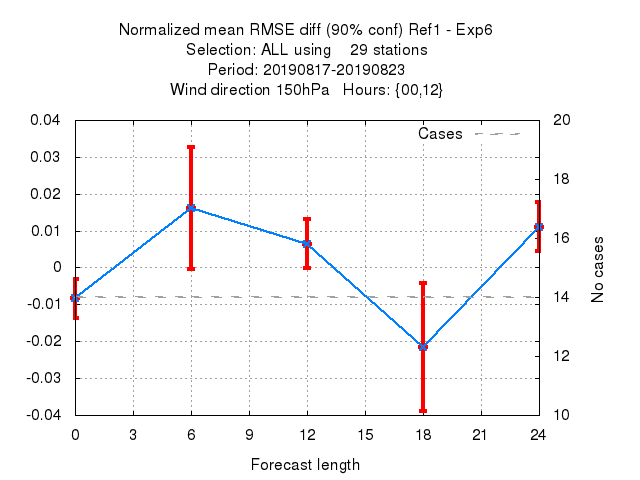 Normalized mean RMSE diff (90% conf) Ref1 - Exp6
Selection: ALL using    29 stations
Period: 20190817-20190823
Wind direction 150hPa   Hours: {00,12}
Cases
0.04
0.03
0.02
0.01
0
-0.01
-0.02
-0.03
-0.04
20
18
16
14
12
10
No cases
0 3 6 9 12 15 18 21 24
Forecast length